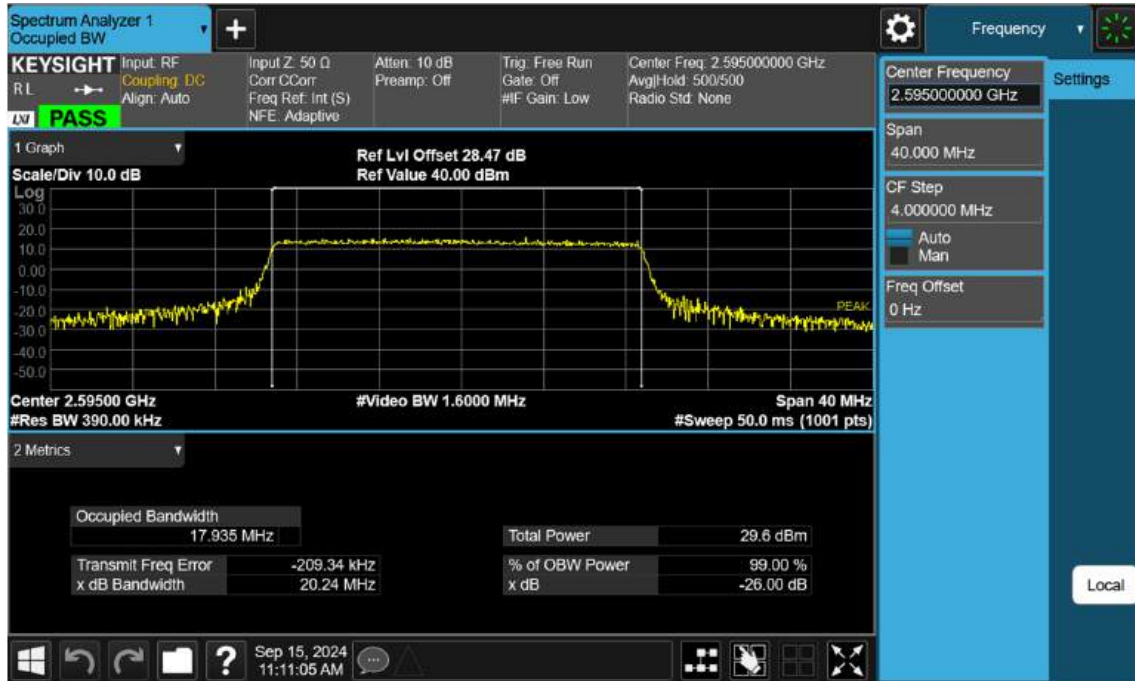 Spectrum Analyzer 1
Occupied BW
+
Frequency
KEYSIGHT
R L
LXI PASS
Input: RF
Coupling: DC
Align: Auto
Input Z: 50 Ω
Corr CCorr
Freq Ref: Int (S)
NFE: Adaptive
Atten: 10 dB
Preamp: Off
Trig: Free Run
Gate: Off
#IF Gain: Low
Center Freq: 2.595000000 GHz
Avg|Hold: 500/500
Radio Std: None
Center Frequency
2.595000000 GHz
Settings
Span
40.000 MHz
CF Step
4.000000 MHz
Auto
Man
Freq Offset
0 Hz
Local
1 Graph
Scale/Div 10.0 dB
Ref Lvl Offset 28.47 dB
Ref Value 40.00 dBm
Log
30.0
20.0
10.0
0.00
-10.0
-20.0
-30.0
-40.0
-50.0
PEAK
Center 2.59500 GHz
#Res BW 390.00 kHz
#Video BW 1.6000 MHz
Span 40 MHz
#Sweep 50.0 ms (1001 pts)
2 Metrics
Occupied Bandwidth
17.935 MHz
Transmit Freq Error -209.34 kHz
x dB Bandwidth 20.24 MHz
Total Power 29.6 dBm
% of OBW Power 99.00 %
x dB -26.00 dB
?
Sep 15, 2024
11:11:05 AM